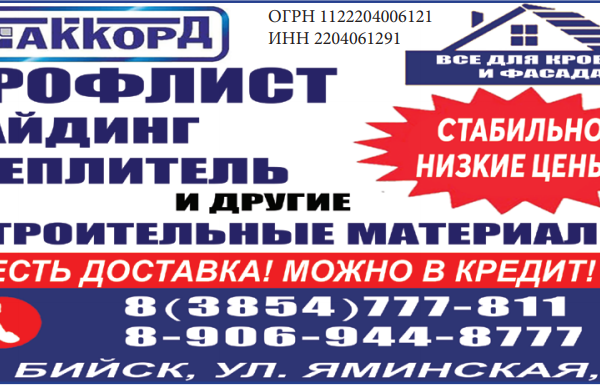 АККОРД
ОГРН 1122204006121
ИНН 2204061291
ВСЕ ДЛЯ КРОВ
И ФАСАДА
РОФЛИСТ
АЙДИНГ
ЕПЛИТЕЛЬ
И ДРУГИЕ
ТРОИТЕЛЬНЫЕ МАТЕРИАЛ
СТАБИЛЬНО
НИЗКИЕ ЦЕНЫ
ЕСТЬ ДОСТАВКА! МОЖНО В КРЕДИТ!
8(3854)777-811
8-906-944-8777
БИЙСК, УЛ. ЯМИНСКАЯ,